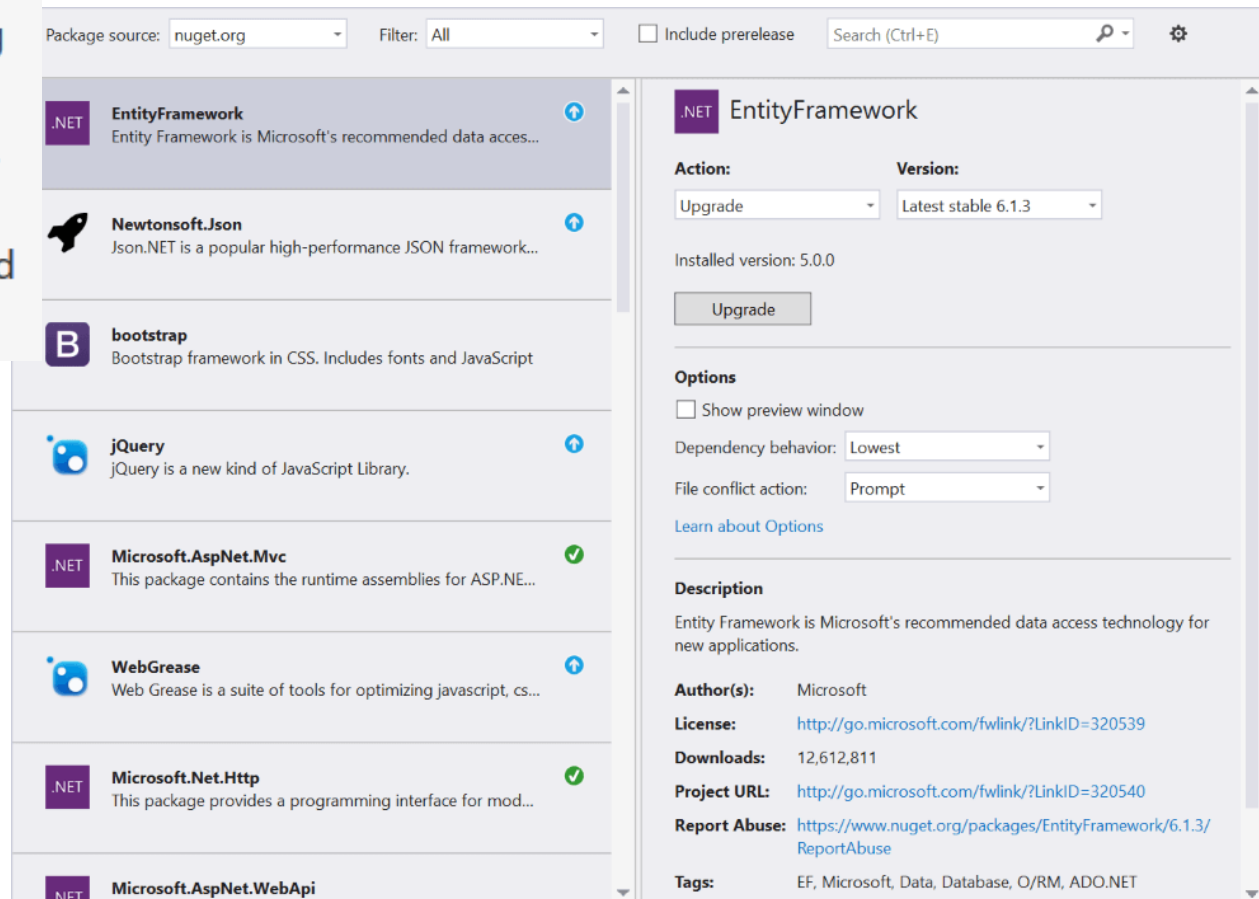 Package source: nuget.org Filter: All Include prerelease Search (Ctrl+E)
.NET
EntityFramework
Entity Framework is Microsoft's recommended data acces...
Newtonsoft.Json
Json.NET is a popular high-performance JSON framework...
B
bootstrap
Bootstrap framework in CSS. Includes fonts and JavaScript
jQuery
jQuery is a new kind of JavaScript Library.
.NET
Microsoft.AspNet.Mvc
This package contains the runtime assemblies for ASP.NE...
WebGrease
Web Grease is a suite of tools for optimizing javascript, cs...
.NET
Microsoft.Net.Http
This package provides a programming interface for mod...
.NET
Microsoft.AspNet.WebApi
.NET EntityFramework
Action: Version:
Upgrade Latest stable 6.1.3
Installed version: 5.0.0
Upgrade
Options
Show preview window
Dependency behavior: Lowest
File conflict action: Prompt
Learn about Options
Description
Entity Framework is Microsoft's recommended data access technology for
new applications.
Author(s): Microsoft
License: http://go.microsoft.com/fwlink/?LinkID=320539
Downloads: 12,612,811
Project URL: http://go.microsoft.com/fwlink/?LinkID=320540
Report Abuse: https://www.nuget.org/packages/EntityFramework/6.1.3/
ReportAbuse
Tags: EF, Microsoft, Data, Database, O/RM, ADO.NET